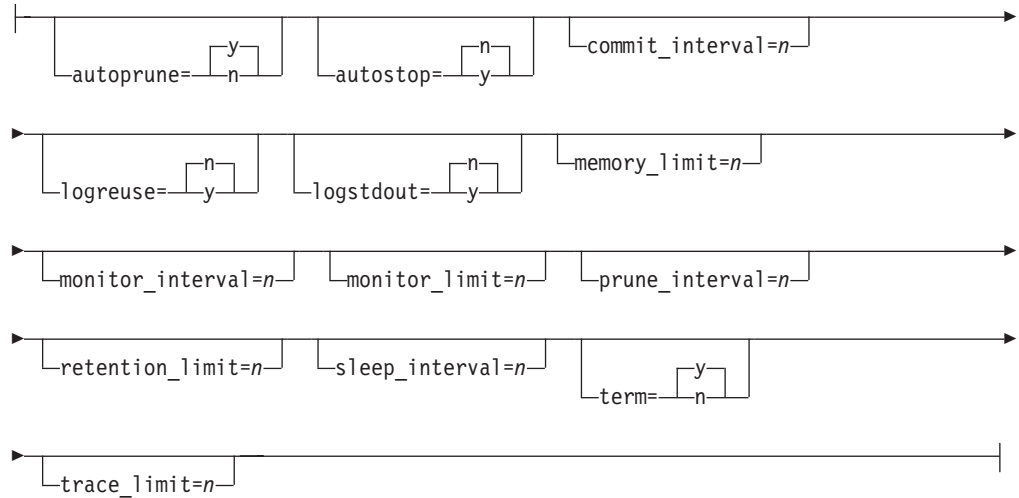 y n commit_interval=n
autoprune= n autostop= y
n n memory_limit=n
logreuse= y logstdout= y
monitor_interval=n monitor_limit=n prune_interval=n
retention_limit=n sleep_interval=n y
term= n
trace_limit=n